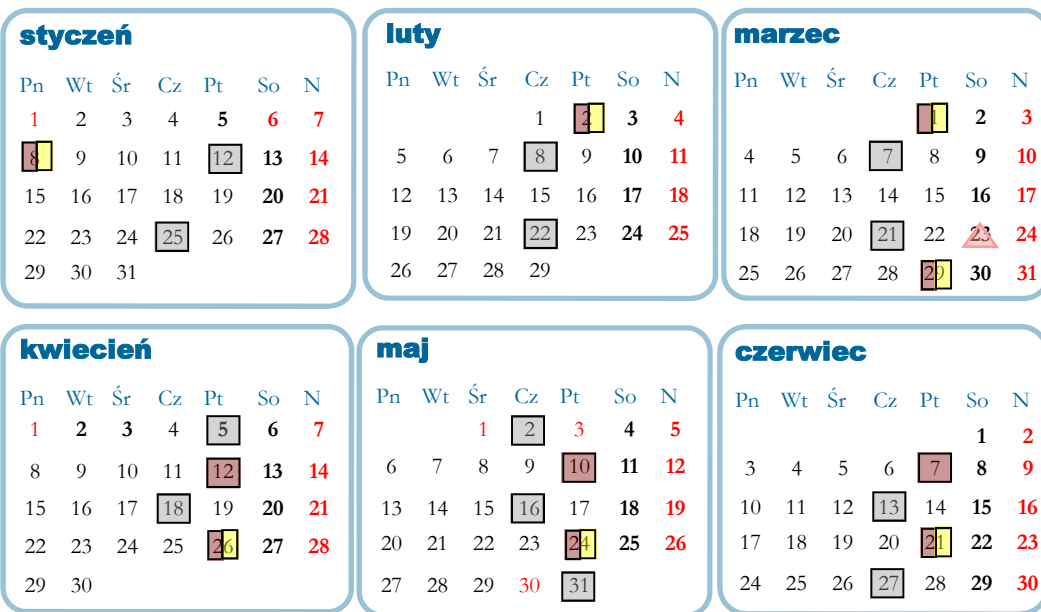 styczeń
Pn Wt Śr Cz Pt So N
1 2 3 4 5 6 7
8 9 10 11 12 13 14
15 16 17 18 19 20 21
22 23 24 25 26 27 28
29 30 31
luty
Pn Wt Śr Cz Pt So N
1 2 3 4
5 6 7 8 9 10 11
12 13 14 15 16 17 18
19 20 21 22 23 24 25
26 27 28 29
marzec
Pn Wt Śr Cz Pt So N
1 2 3
4 5 6 7 8 9 10
11 12 13 14 15 16 17
18 19 20 21 22 23 24
25 26 27 28 29 30 31
kwiecień
Pn Wt Śr Cz Pt So N
1 2 3 4 5 6 7
8 9 10 11 12 13 14
15 16 17 18 19 20 21
22 23 24 25 26 27 28
29 30
maj
Pn Wt Śr Cz Pt So N
1 2 3 4 5
6 7 8 9 10 11 12
13 14 15 16 17 18 19
20 21 22 23 24 25 26
27 28 29 30 31
czerwiec
Pn Wt Śr Cz Pt So N
1 2
3 4 5 6 7 8 9
10 11 12 13 14 15 16
17 18 19 20 21 22 23
24 25 26 27 28 29 30